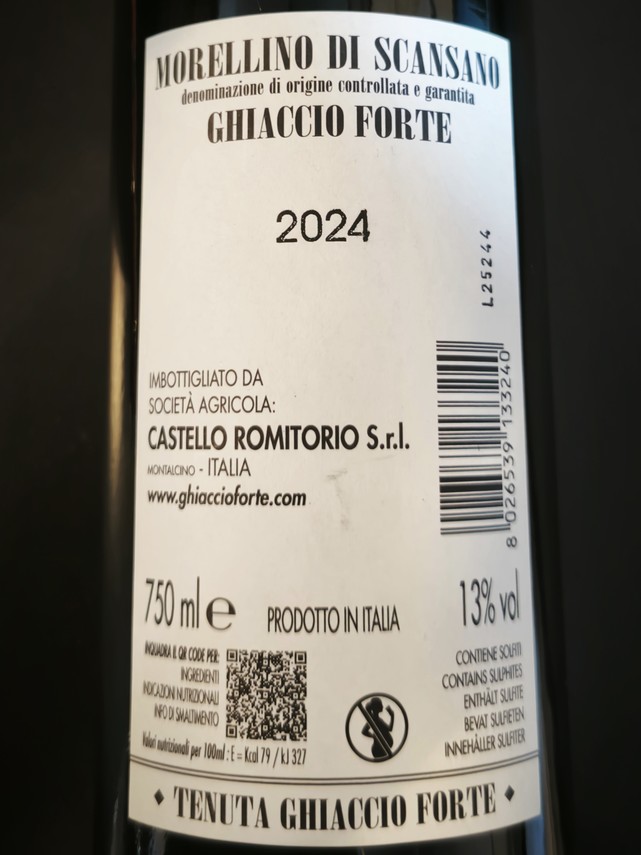 MORELLINO DI SCANSANO
denominazione di origine controllata e garantita
GHIACCIO FORTE
2024
L25244
IMBOTTIGLIATO DA
SOCIETÀ AGRICOLA:
CASTELLO ROMITORIO S.r.l.
MONTALCINO - ITALIA
www.ghiaccioforte.com
8 026539 133240
750 ml e
PRODOTTO IN ITALIA
13% vol
INQUADRA IL QR CODE PER:
INGREDIENTI
INDICAZIONI NUTRIZIONALI
INFO DI SMALTIMENTO
Valori nutrizionali per 100ml : E = Kcal 79 / kJ 327
CONTIENE SOLFITI
CONTAINS SULPHITES
ENTHÄLT SULFITE
BEVAT SULFIETEN
INNEHÅLLER SULFITER
TENUTA GHIACCIO FORTE